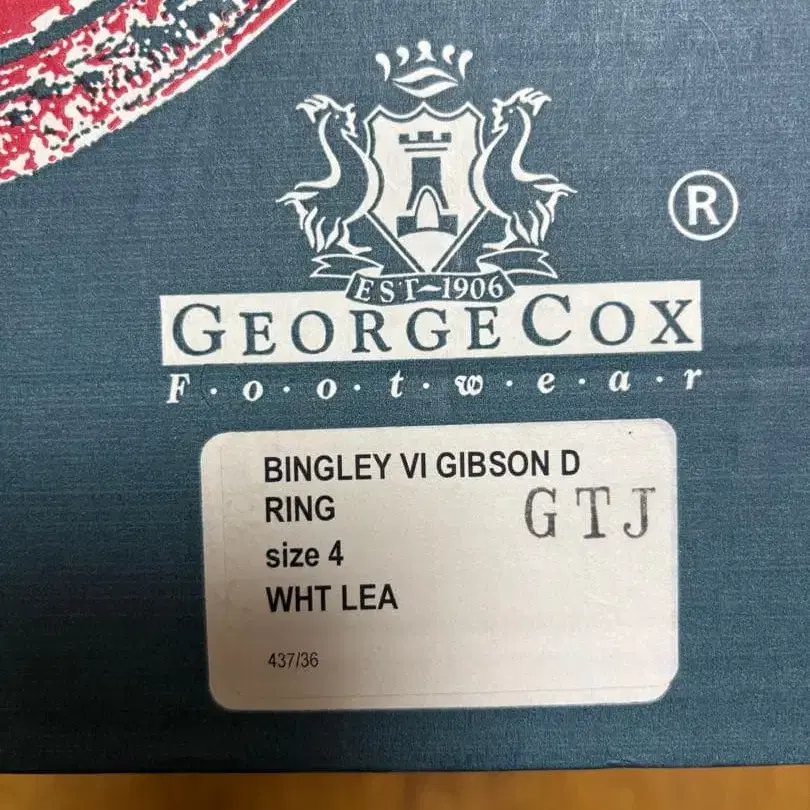 ®
EST-1906
GEORGE COX
F·o·o·t·w·e·a·r
BINGLEY VI GIBSON D
RING
GTJ
size 4
WHT LEA
437/36